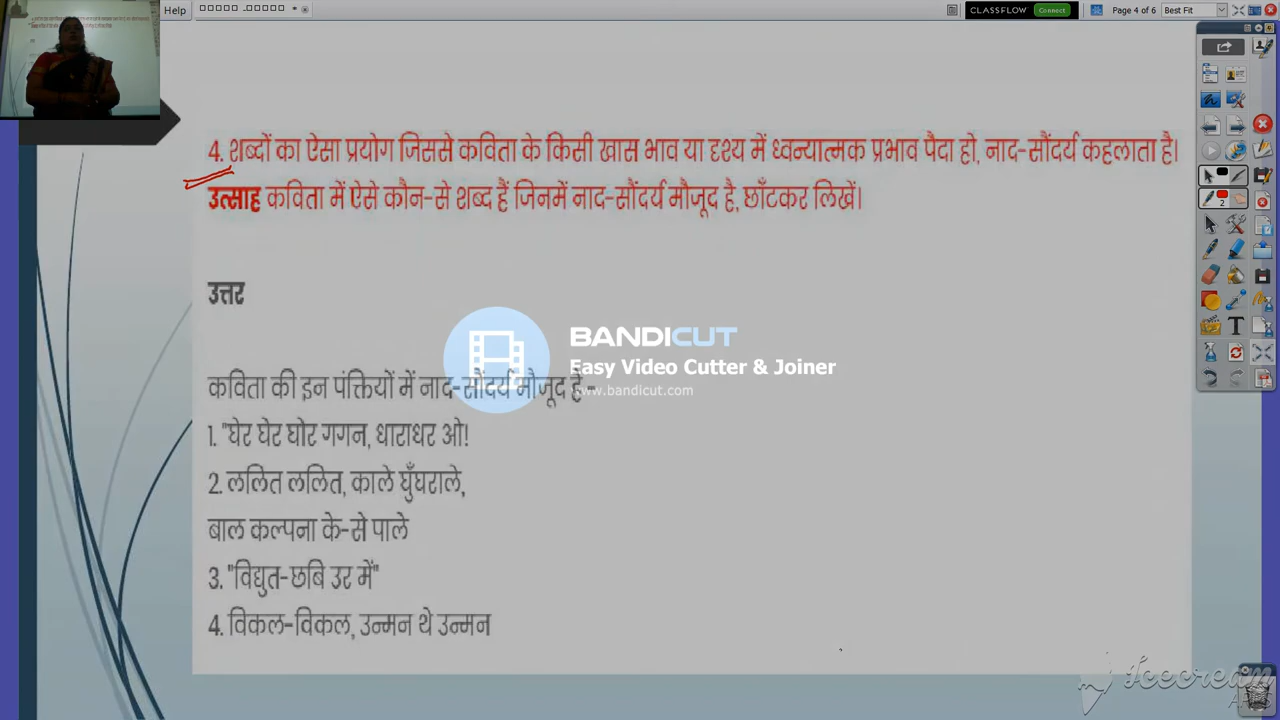 Help
CLASSFLOW Connect
Page 4 of 6
Best Fit
4. शब्दों का ऐसा प्रयोग जिससे कविता के किसी खास भाव या दृश्य में ध्वन्यात्मक प्रभाव पैदा हो, नाद-सौंदर्य कहलाता है।
उत्साह कविता में ऐसे कौन-से शब्द हैं जिनमें नाद-सौंदर्य मौजूद है, छाँटकर लिखें।
उत्तर
BANDICUT
Easy Video Cutter & Joiner
www.bandicut.com
कविता की इन पंक्तियों में नाद-सौंदर्य मौजूद है -
1. "घेर घेर घोर गगन, धाराधर ओ!
2. ललित ललित, काले घुँघराले,
बाल कल्पना के-से पाले
3. "विद्युत-छबि उर में"
4. विकल-विकल, उन्मन थे उन्मन
2
Icecream
APPS